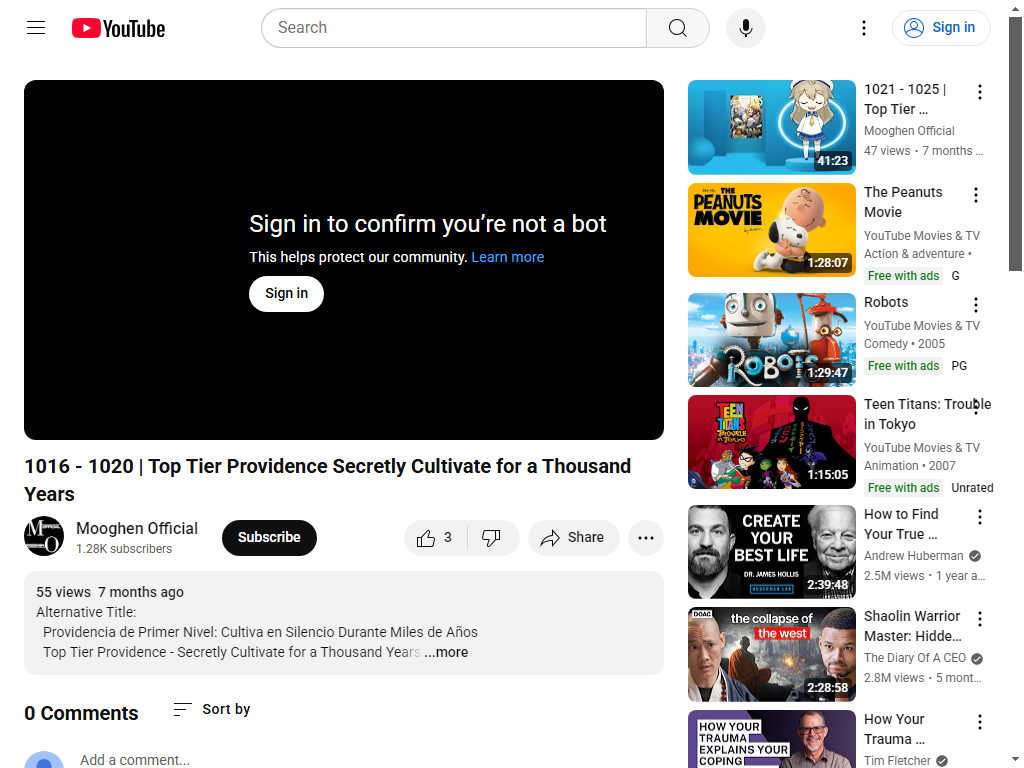 YouTube
Search
Sign in
Sign in to confirm you’re not a bot
This helps protect our community. Learn more
Sign in
1016 - 1020 | Top Tier Providence Secretly Cultivate for a Thousand
Years
Mooghen Official
1.28K subscribers
Subscribe
3
Share
55 views 7 months ago
Alternative Title:
Providencia de Primer Nivel: Cultiva en Silencio Durante Miles de Años
Top Tier Providence - Secretly Cultivate for a Thousand Years ...more
0 Comments
Sort by
Add a comment...
41:23
1021 - 1025 |
Top Tier ...
Mooghen Official
47 views • 7 months ...
THE
PEANUTS
MOVIE
1:28:07
The Peanuts
Movie
YouTube Movies & TV
Action & adventure •
Free with ads G
ROBOTS
1:29:47
Robots
YouTube Movies & TV
Comedy • 2005
Free with ads PG
TEEN
TITANS
TROUBLE
IN TOKYO
1:15:05
Teen Titans: Trouble
in Tokyo
YouTube Movies & TV
Animation • 2007
Free with ads Unrated
CREATE
YOUR
BEST LIFE
DR. JAMES HOLLIS
HUBERMAN LAB
2:39:48
How to Find
Your True ...
Andrew Huberman
2.5M views • 1 year a...
DOAC
the collapse of
the west
2:28:58
Shaolin Warrior
Master: Hidde...
The Diary Of A CEO
2.8M views • 5 mont...
HOW YOUR
TRAUMA
EXPLAINS YOUR
COPING
How Your
Trauma ...
Tim Fletcher